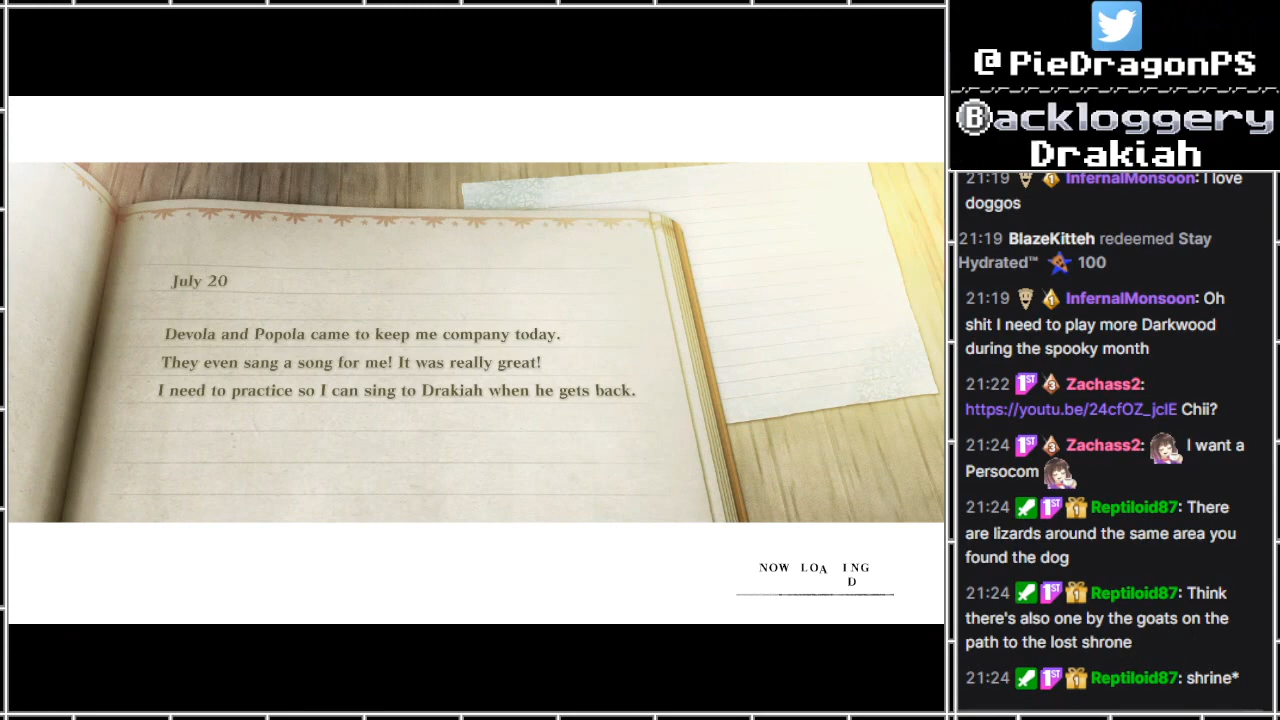 July 20
Devola and Popola came to keep me company today.
They even sang a song for me! It was really great!
I need to practice so I can sing to Drakiah when he gets back.
NOW LOADING
@PieDragonPS
Backloggery
Drakiah
21:19 InfernalMonsoon: I love
doggos
21:19 BlazeKitteh redeemed Stay
Hydrated™ 100
21:19 InfernalMonsoon: Oh
shit I need to play more Darkwood
during the spooky month
21:22 Zachass2:
https://youtu.be/24cfOZ_jclE Chii?
21:24 Zachass2: I want a
Persocom
21:24 Reptiloid87: There
are lizards around the same area you
found the dog
21:24 Reptiloid87: Think
there's also one by the goats on the
path to the lost shrone
21:24 Reptiloid87: shrine*